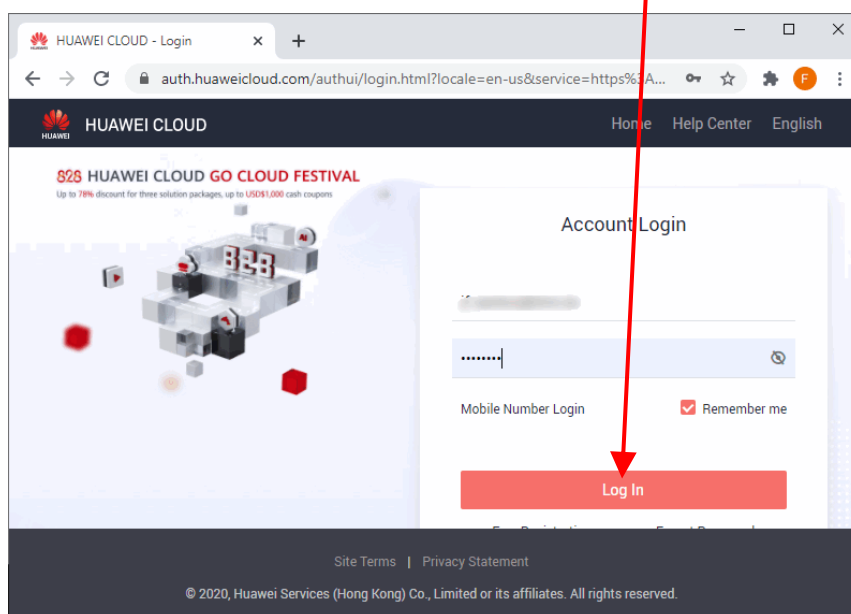 HUAWEI CLOUD - Login
auth.huaweicloud.com/authui/login.html?locale=en-us&service=https%3A...
F
HUAWEI
HUAWEI CLOUD
Home Help Center English
828 HUAWEI CLOUD GO CLOUD FESTIVAL
Up to 78% discount for three solution packages, up to USD$1,000 cash coupons
AI
828
Account Login
Mobile Number Login
Remember me
Log In
Site Terms | Privacy Statement
© 2020, Huawei Services (Hong Kong) Co., Limited or its affiliates. All rights reserved.